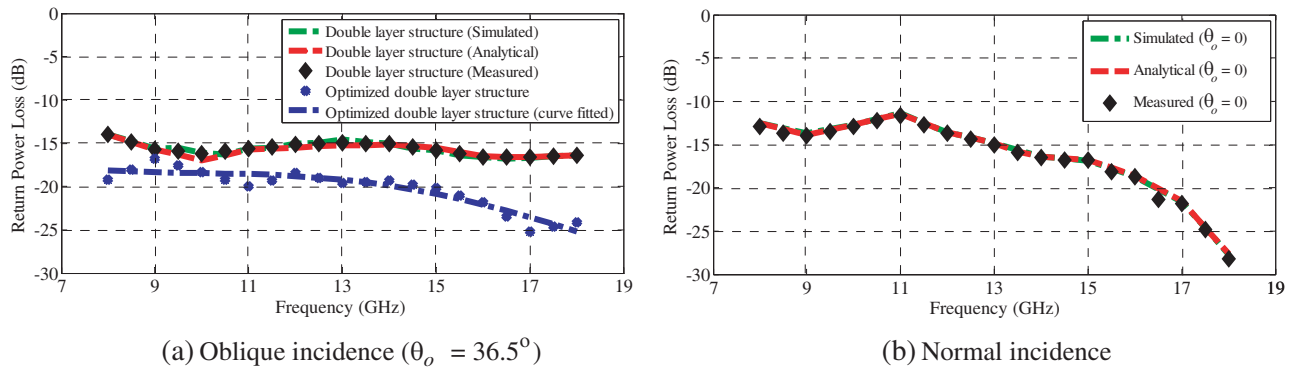 0
-5
-10
-15
-20
-25
-30
7
9
11
13
15
17
19
Frequency (GHz)
Return Power Loss (dB)
Double layer structure (Simulated)
Double layer structure (Analytical)
Double layer structure (Measured)
Optimized double layer structure
Optimized double layer structure (curve fitted)
(a) Oblique incidence (θo = 36.5°)
0
-5
-10
-15
-20
-25
-30
7
9
11
13
15
17
19
Frequency (GHz)
Return Power Loss (dB)
Simulated (θo = 0)
Analytical (θo = 0)
Measured (θo = 0)
(b) Normal incidence